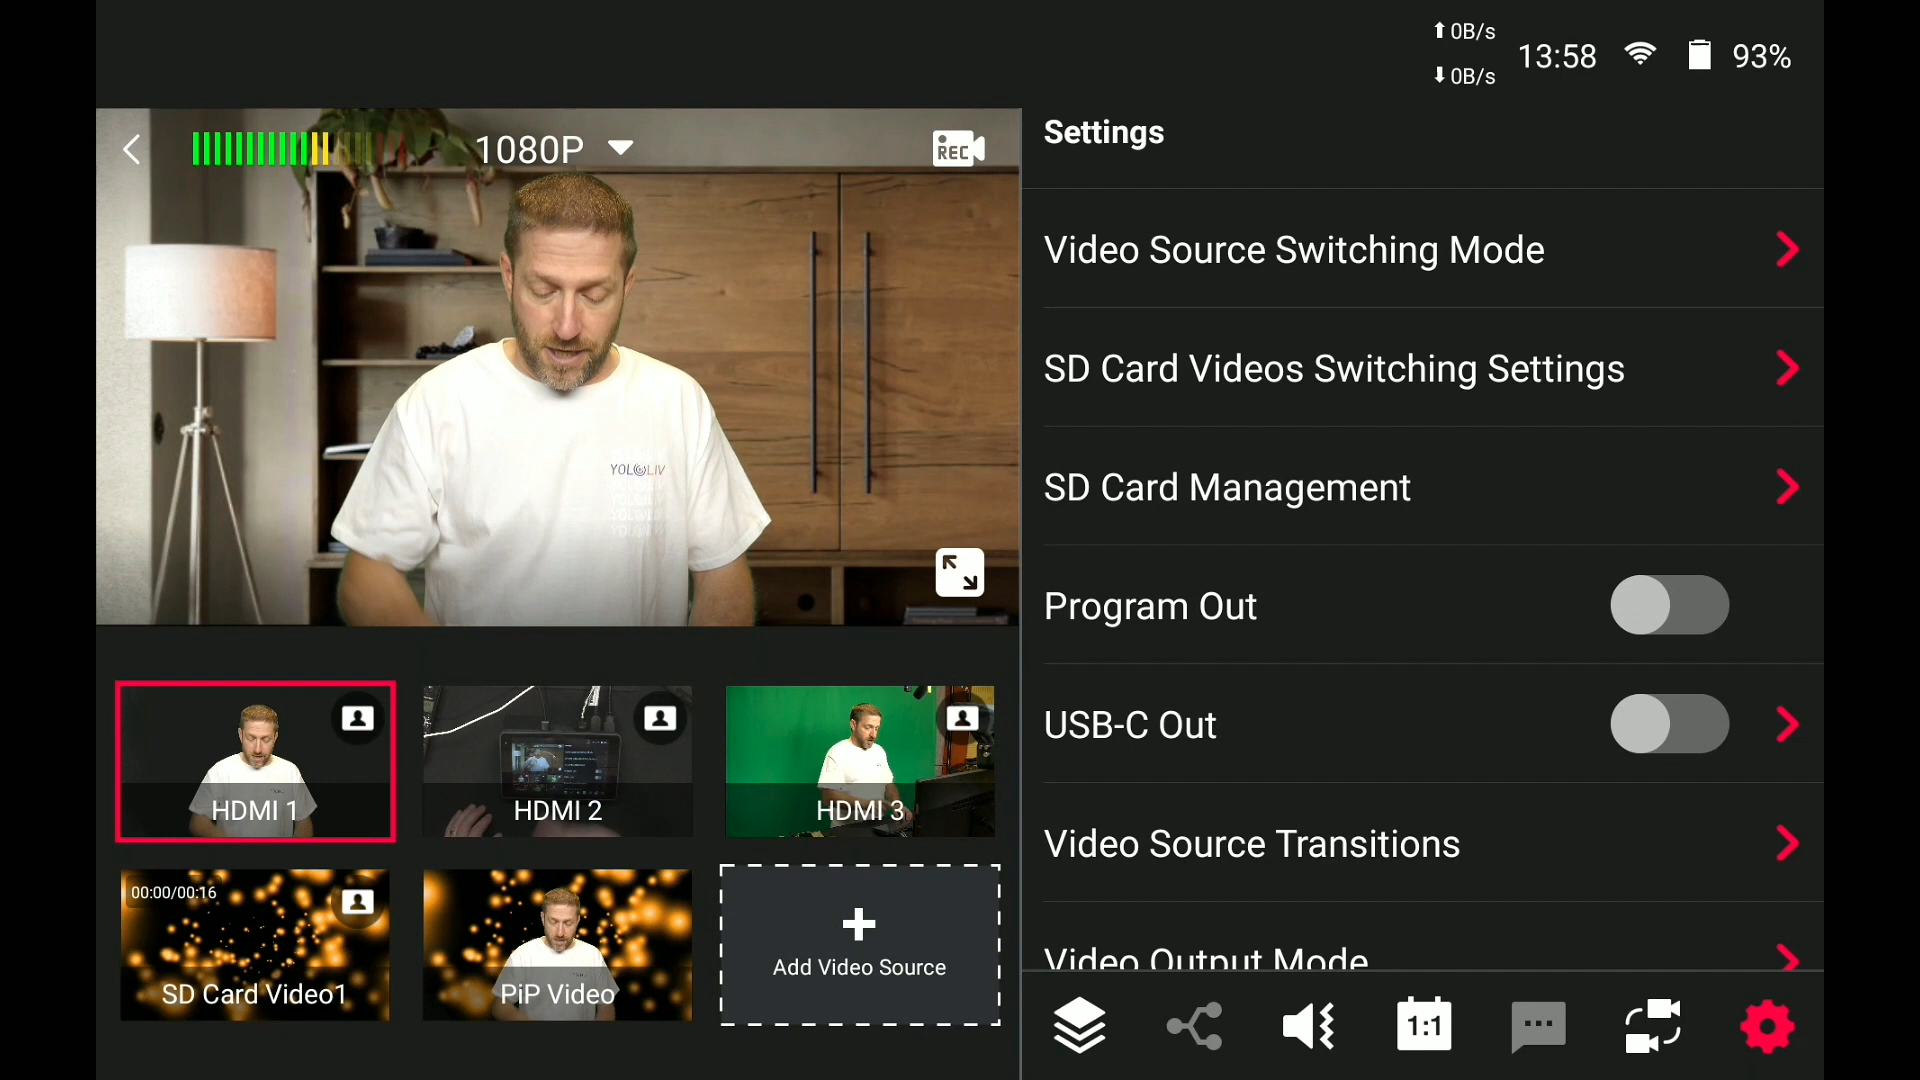 0B/s
13:58
93%
0B/s
1080P
REC
Settings
Video Source Switching Mode
SD Card Videos Switching Settings
YOLOLIV
SD Card Management
Program Out
USB-C Out
HDMI 1
HDMI 2
HDMI 3
Video Source Transitions
00:00/00:16
Add Video Source
Video Output Mode
SD Card Video1
PiP Video
1:1